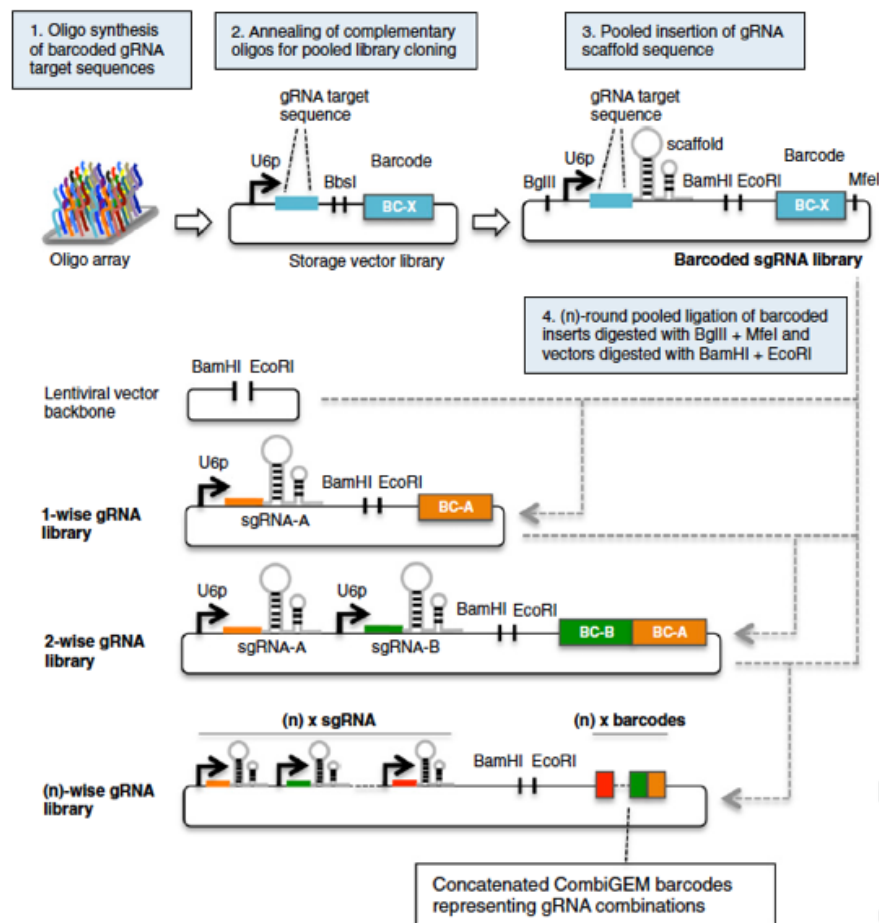 1. Oligo synthesis
of barcoded gRNA
target sequences
2. Annealing of complementary
oligos for pooled library cloning
3. Pooled insertion of gRNA
scaffold sequence
Oligo array
gRNA target
sequence
U6p
BbsI
Barcode
BC-X
Storage vector library
gRNA target
sequence
scaffold
BglII
U6p
BamHI EcoRI
Barcode
MfeI
BC-X
Barcoded sgRNA library
4. (n)-round pooled ligation of barcoded
inserts digested with BglII + MfeI and
vectors digested with BamHI + EcoRI
BamHI EcoRI
Lentiviral vector
backbone
U6p
BamHI EcoRI
BC-A
sgRNA-A
1-wise gRNA
library
U6p
U6p
BamHI EcoRI
BC-B
BC-A
sgRNA-A
sgRNA-B
2-wise gRNA
library
(n) x sgRNA
(n) x barcodes
BamHI EcoRI
(n)-wise gRNA
library
Concatenated CombiGEM barcodes
representing gRNA combinations